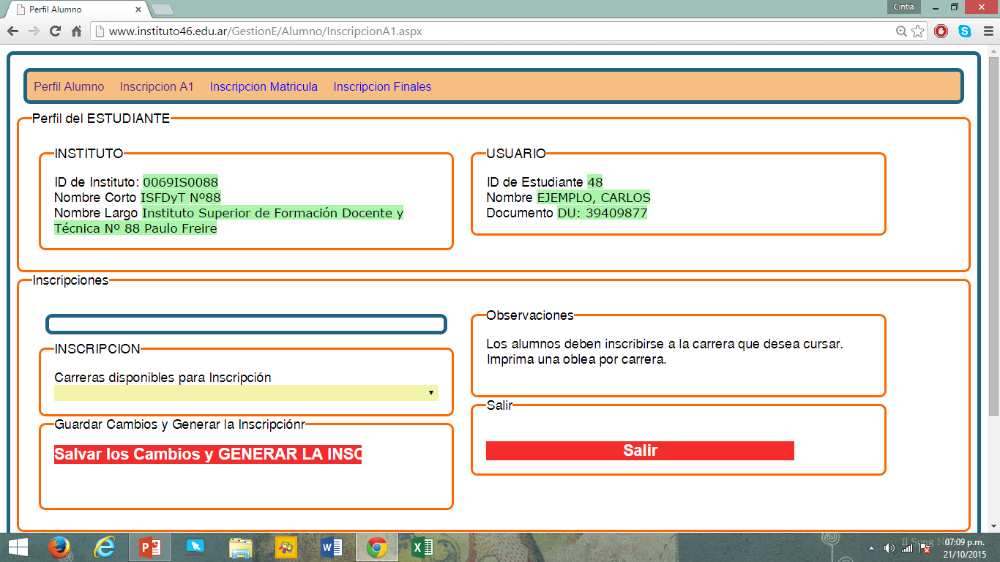 Perfil Alumno
Cintia
www.instituto46.edu.ar/GestionE/Alumno/InscripcionA1.aspx
Perfil Alumno Inscripcion A1 Inscripcion Matricula Inscripcion Finales
Perfil del ESTUDIANTE
INSTITUTO
ID de Instituto: 0069IS0088
Nombre Corto ISFDyT Nº88
Nombre Largo Instituto Superior de Formación Docente y
Técnica Nº 88 Paulo Freire
USUARIO
ID de Estudiante 48
Nombre EJEMPLO, CARLOS
Documento DU: 39409877
Inscripciones
INSCRIPCION
Carreras disponibles para Inscripción
Guardar Cambios y Generar la Inscripciónr
Salvar los Cambios y GENERAR LA INSC
Observaciones
Los alumnos deben inscribirse a la carrera que desea cursar.
Imprima una oblea por carrera.
Salir
Salir
Il SungN
07:09 p.m.
21/10/2015